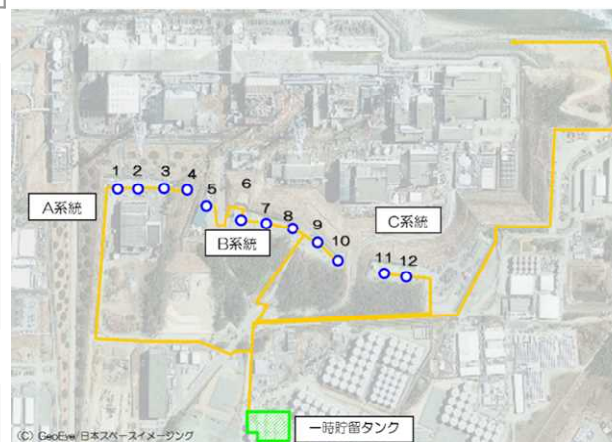 1 2 3 4
5 6 7 8 9 10
11 12
A系統
B系統
C系統
一時貯留タンク
(C) GeoEye/日本スペースイメージング